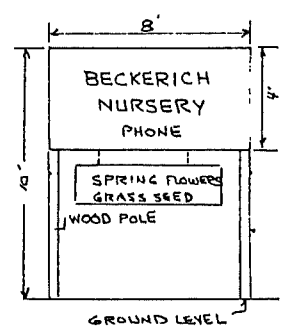 8'
BECKERICH
NURSERY
PHONE
4'
10'
SPRING FLOWERS
GRASS SEED
WOOD POLE
GROUND LEVEL